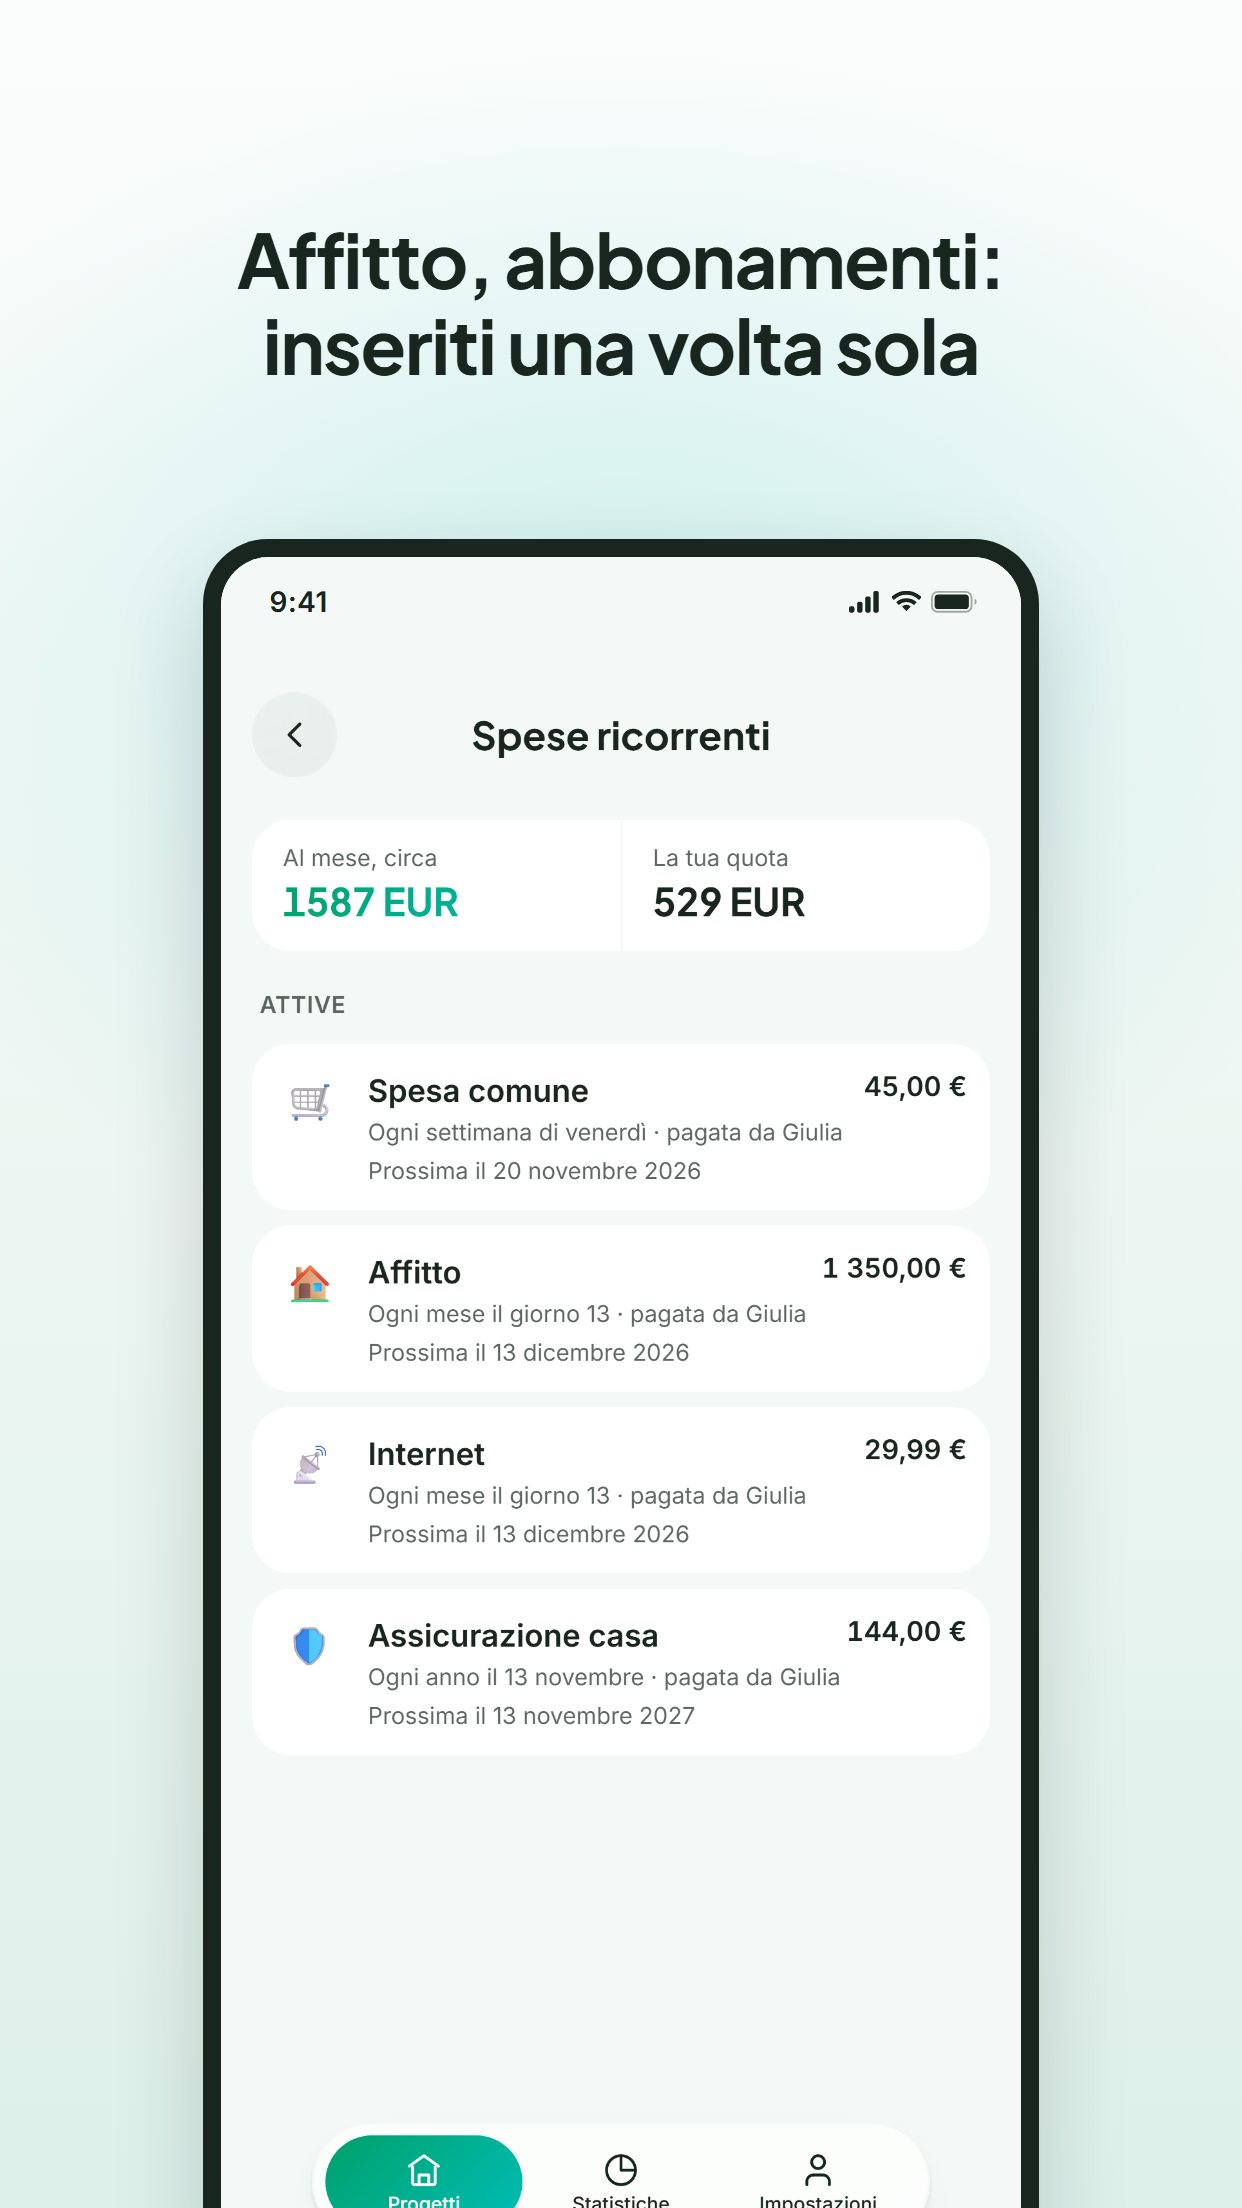 Affitto, abbonamenti:
inseriti una volta sola
9:41
Spese ricorrenti
Al mese, circa
1587 EUR
La tua quota
529 EUR
ATTIVE
Spesa comune
45,00 €
Ogni settimana di venerdì · pagata da Giulia
Prossima il 20 novembre 2026
Affitto
1 350,00 €
Ogni mese il giorno 13 · pagata da Giulia
Prossima il 13 dicembre 2026
Internet
29,99 €
Ogni mese il giorno 13 · pagata da Giulia
Prossima il 13 dicembre 2026
Assicurazione casa
144,00 €
Ogni anno il 13 novembre · pagata da Giulia
Prossima il 13 novembre 2027
Progetti
Statistiche
Impostazioni